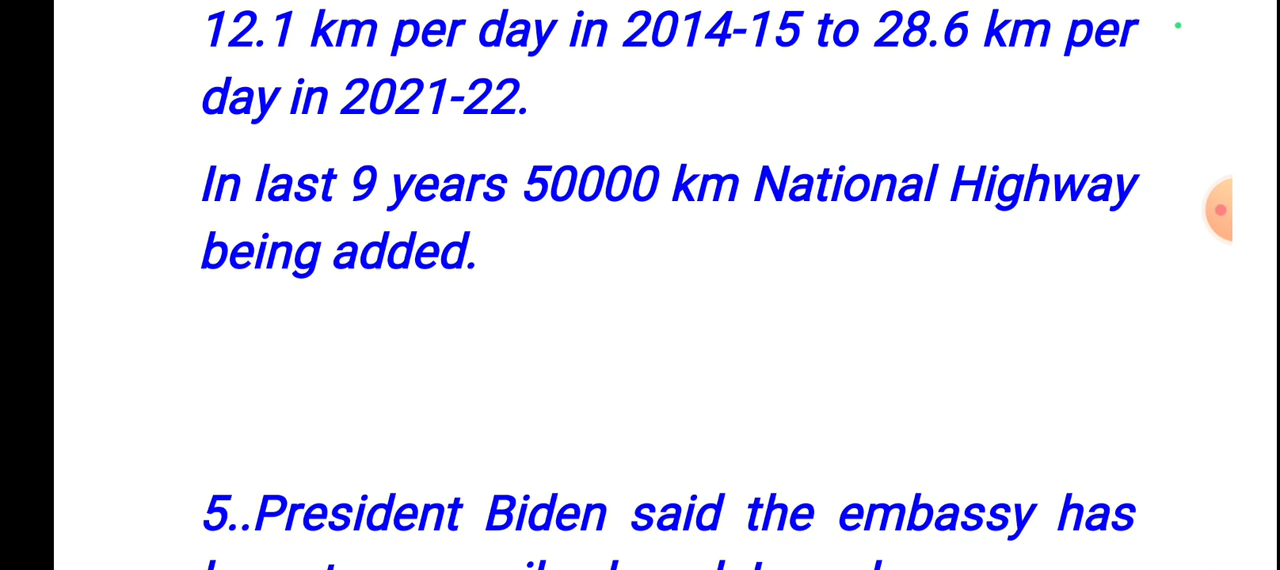 12.1 km per day in 2014-15 to 28.6 km per
day in 2021-22.
In last 9 years 50000 km National Highway
being added.
5..President Biden said the embassy has